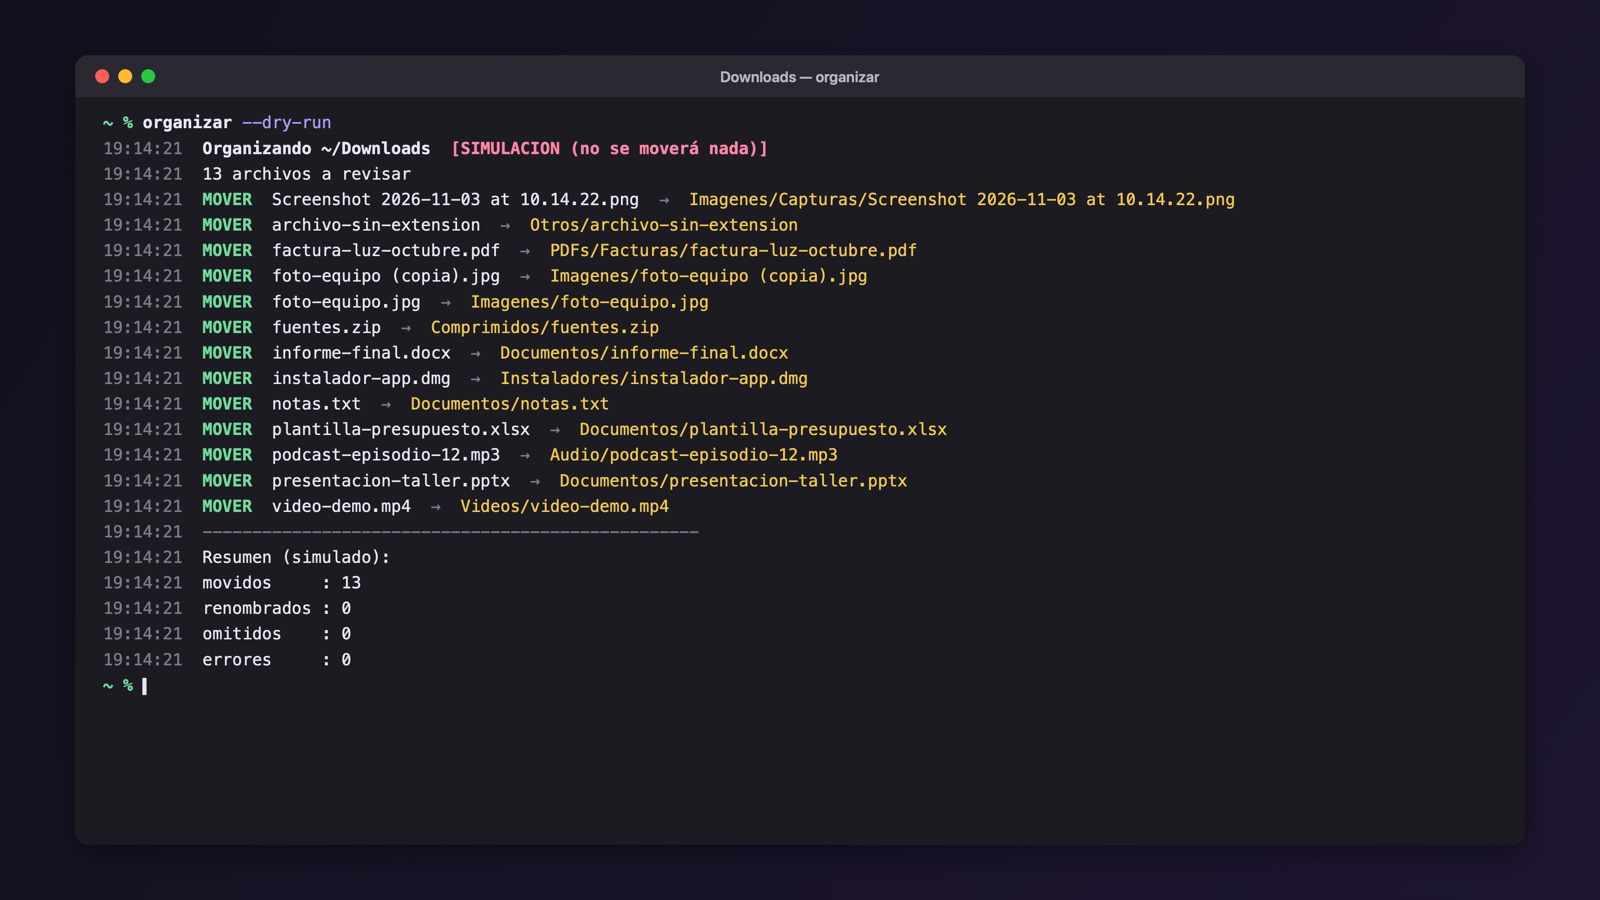 Downloads — organizar
~ % organizar --dry-run
19:14:21 Organizando ~/Downloads [SIMULACION (no se moverá nada)]
19:14:21 13 archivos a revisar
19:14:21 MOVER Screenshot 2026-11-03 at 10.14.22.png → Imagenes/Capturas/Screenshot 2026-11-03 at 10.14.22.png
19:14:21 MOVER archivo-sin-extension → Otros/archivo-sin-extension
19:14:21 MOVER factura-luz-octubre.pdf → PDFs/Facturas/factura-luz-octubre.pdf
19:14:21 MOVER foto-equipo (copia).jpg → Imagenes/foto-equipo (copia).jpg
19:14:21 MOVER foto-equipo.jpg → Imagenes/foto-equipo.jpg
19:14:21 MOVER fuentes.zip → Comprimidos/fuentes.zip
19:14:21 MOVER informe-final.docx → Documentos/informe-final.docx
19:14:21 MOVER instalador-app.dmg → Instaladores/instalador-app.dmg
19:14:21 MOVER notas.txt → Documentos/notas.txt
19:14:21 MOVER plantilla-presupuesto.xlsx → Documentos/plantilla-presupuesto.xlsx
19:14:21 MOVER podcast-episodio-12.mp3 → Audio/podcast-episodio-12.mp3
19:14:21 MOVER presentacion-taller.pptx → Documentos/presentacion-taller.pptx
19:14:21 MOVER video-demo.mp4 → Videos/video-demo.mp4
19:14:21 --------------------------------------------------
19:14:21 Resumen (simulado):
19:14:21 movidos : 13
19:14:21 renombrados : 0
19:14:21 omitidos : 0
19:14:21 errores : 0
~ %